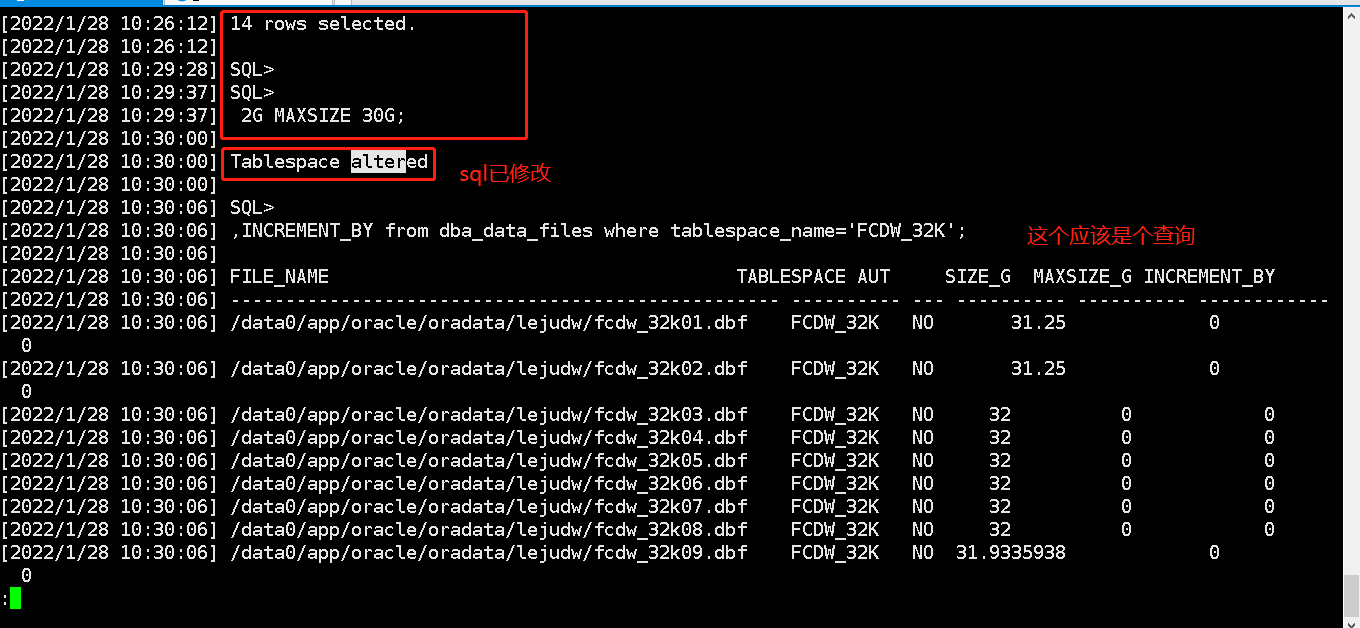 [2022/1/28 10:26:12] 14 rows selected.
[2022/1/28 10:26:12]
[2022/1/28 10:29:28] SQL>
[2022/1/28 10:29:37] SQL>
[2022/1/28 10:29:37]  2G MAXSIZE 30G;
[2022/1/28 10:30:00]
[2022/1/28 10:30:00] Tablespace altered sql已修改
[2022/1/28 10:30:00]
[2022/1/28 10:30:06] SQL>
[2022/1/28 10:30:06] ,INCREMENT_BY from dba_data_files where tablespace_name='FCDW_32K'; 这个应该是个查询
[2022/1/28 10:30:06]
[2022/1/28 10:30:06] FILE_NAME TABLESPACE AUT SIZE_G MAXSIZE_G INCREMENT_BY
[2022/1/28 10:30:06] -------------------------------------------------- ---------- --- ---------- ---------- ------------
[2022/1/28 10:30:06] /data0/app/oracle/oradata/lejudw/fcdw_32k01.dbf FCDW_32K NO 31.25 0
0
[2022/1/28 10:30:06] /data0/app/oracle/oradata/lejudw/fcdw_32k02.dbf FCDW_32K NO 31.25 0
0
[2022/1/28 10:30:06] /data0/app/oracle/oradata/lejudw/fcdw_32k03.dbf FCDW_32K NO 32 0 0
[2022/1/28 10:30:06] /data0/app/oracle/oradata/lejudw/fcdw_32k04.dbf FCDW_32K NO 32 0 0
[2022/1/28 10:30:06] /data0/app/oracle/oradata/lejudw/fcdw_32k05.dbf FCDW_32K NO 32 0 0
[2022/1/28 10:30:06] /data0/app/oracle/oradata/lejudw/fcdw_32k06.dbf FCDW_32K NO 32 0 0
[2022/1/28 10:30:06] /data0/app/oracle/oradata/lejudw/fcdw_32k07.dbf FCDW_32K NO 32 0 0
[2022/1/28 10:30:06] /data0/app/oracle/oradata/lejudw/fcdw_32k08.dbf FCDW_32K NO 32 0 0
[2022/1/28 10:30:06] /data0/app/oracle/oradata/lejudw/fcdw_32k09.dbf FCDW_32K NO 31.9335938 0
0
: